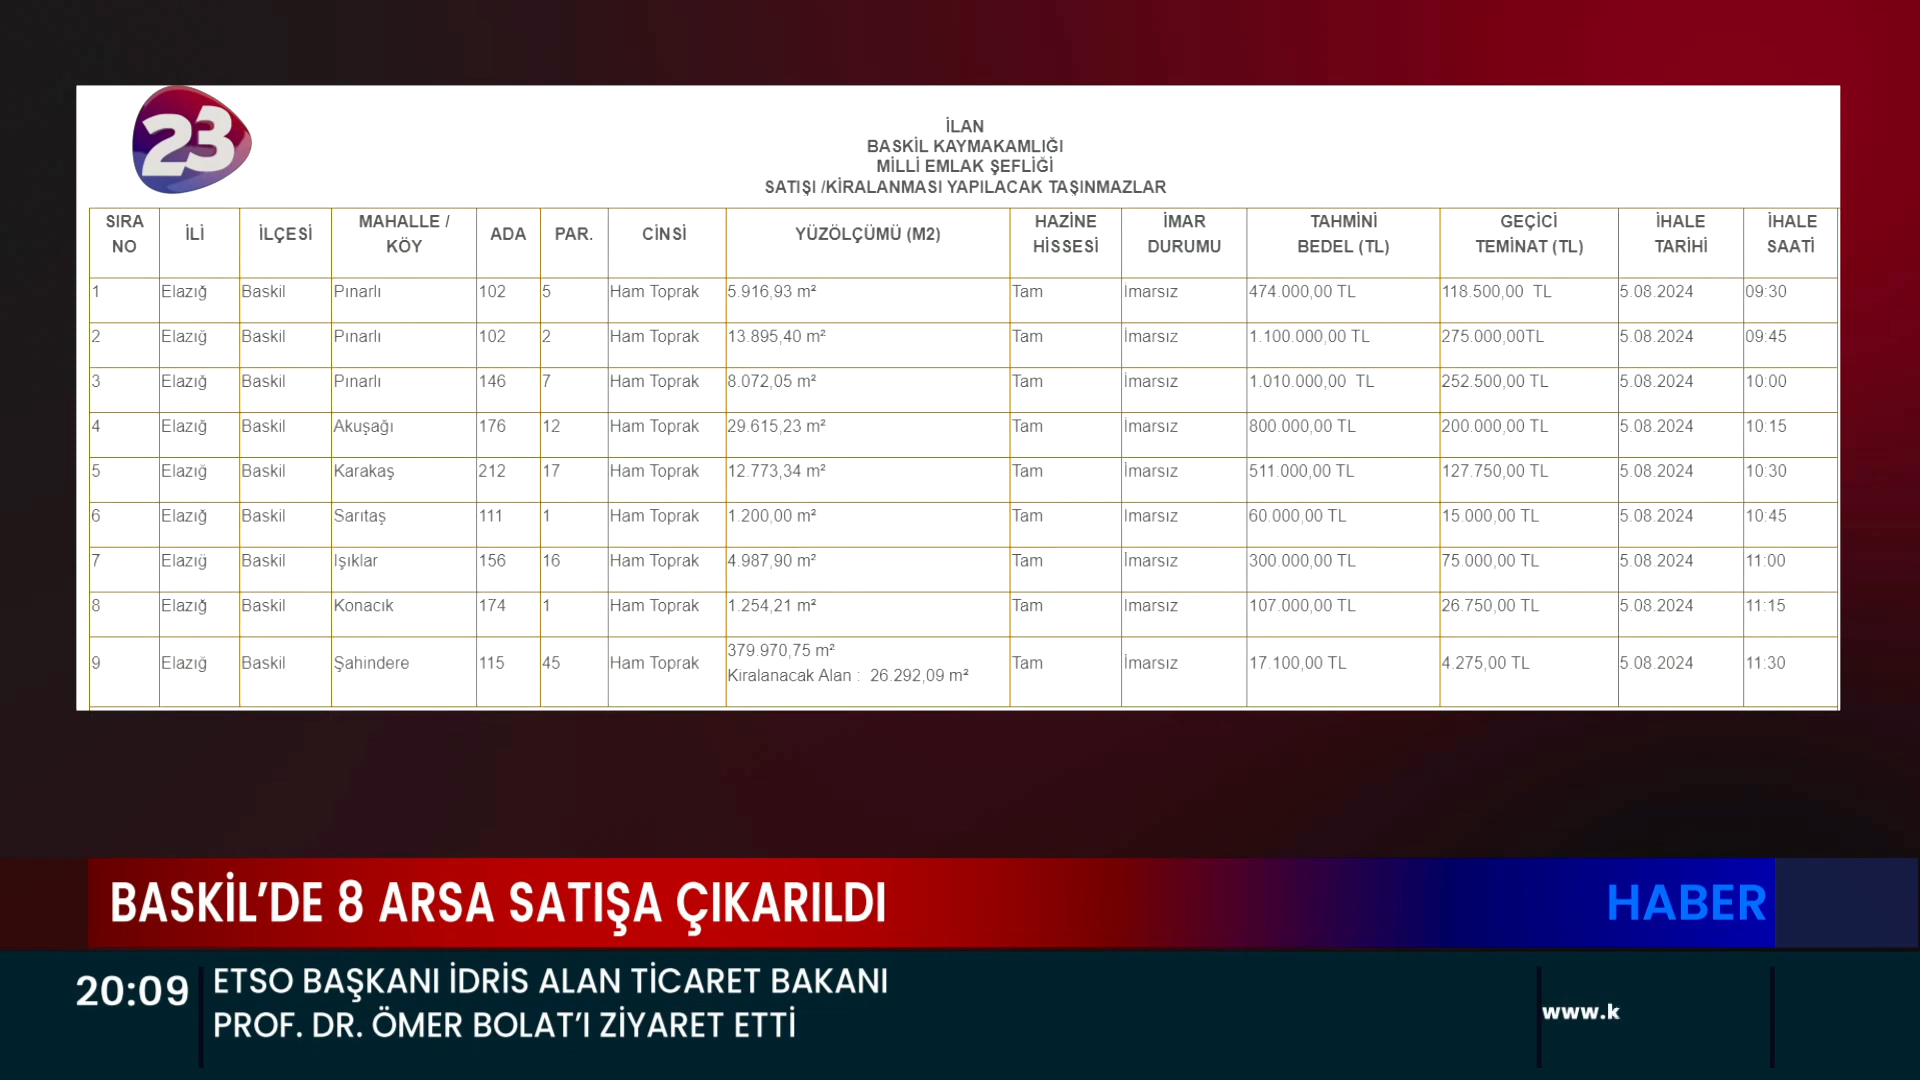 23
İLAN
BASKİL KAYMAKAMLIĞI
MİLLİ EMLAK ŞEFLİĞİ
SATIŞI /KİRALANMASI YAPILACAK TAŞINMAZLAR
SIRA NO İLİ İLÇESİ MAHALLE / KÖY ADA PAR. CİNSİ YÜZÖLÇÜMÜ (M2) HAZİNE HİSSESİ İMAR DURUMU TAHMİNİ BEDEL (TL) GEÇİCİ TEMİNAT (TL) İHALE TARİHİ İHALE SAATİ
1 Elazığ Baskil Pınarlı 102 5 Ham Toprak 5.916,93 m² Tam İmarsız 474.000,00 TL 118.500,00 TL 5.08.2024 09:30
2 Elazığ Baskil Pınarlı 102 2 Ham Toprak 13.895,40 m² Tam İmarsız 1.100.000,00 TL 275.000,00TL 5.08.2024 09:45
3 Elazığ Baskil Pınarlı 146 7 Ham Toprak 8.072,05 m² Tam İmarsız 1.010.000,00 TL 252.500,00 TL 5.08.2024 10:00
4 Elazığ Baskil Akuşağı 176 12 Ham Toprak 29.615,23 m² Tam İmarsız 800.000,00 TL 200.000,00 TL 5.08.2024 10:15
5 Elazığ Baskil Karakaş 212 17 Ham Toprak 12.773,34 m² Tam İmarsız 511.000,00 TL 127.750,00 TL 5.08.2024 10:30
6 Elazığ Baskil Sarıtaş 111 1 Ham Toprak 1.200,00 m² Tam İmarsız 60.000,00 TL 15.000,00 TL 5.08.2024 10:45
7 Elazığ Baskil Işıklar 156 16 Ham Toprak 4.987,90 m² Tam İmarsız 300.000,00 TL 75.000,00 TL 5.08.2024 11:00
8 Elazığ Baskil Konacık 174 1 Ham Toprak 1.254,21 m² Tam İmarsız 107.000,00 TL 26.750,00 TL 5.08.2024 11:15
9 Elazığ Baskil Şahindere 115 45 Ham Toprak 379.970,75 m² Kiralanacak Alan : 26.292,09 m² Tam İmarsız 17.100,00 TL 4.275,00 TL 5.08.2024 11:30
BASKİL’DE 8 ARSA SATIŞA ÇIKARILDI
HABER
20:09
ETSO BAŞKANI İDRİS ALAN TİCARET BAKANI
PROF. DR. ÖMER BOLAT’I ZİYARET ETTİ
www.k